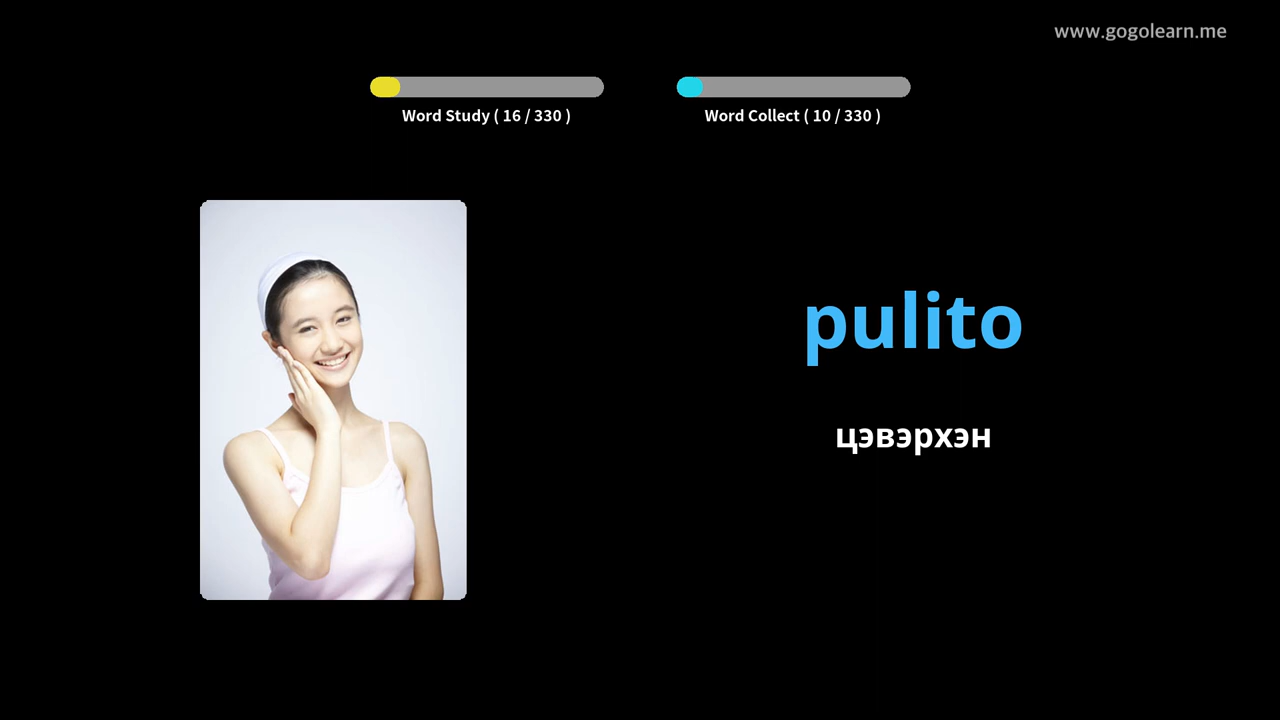 www.gogolearn.me
Word Study ( 16 / 330 )
Word Collect ( 10 / 330 )
pulito
цэвэрхэн